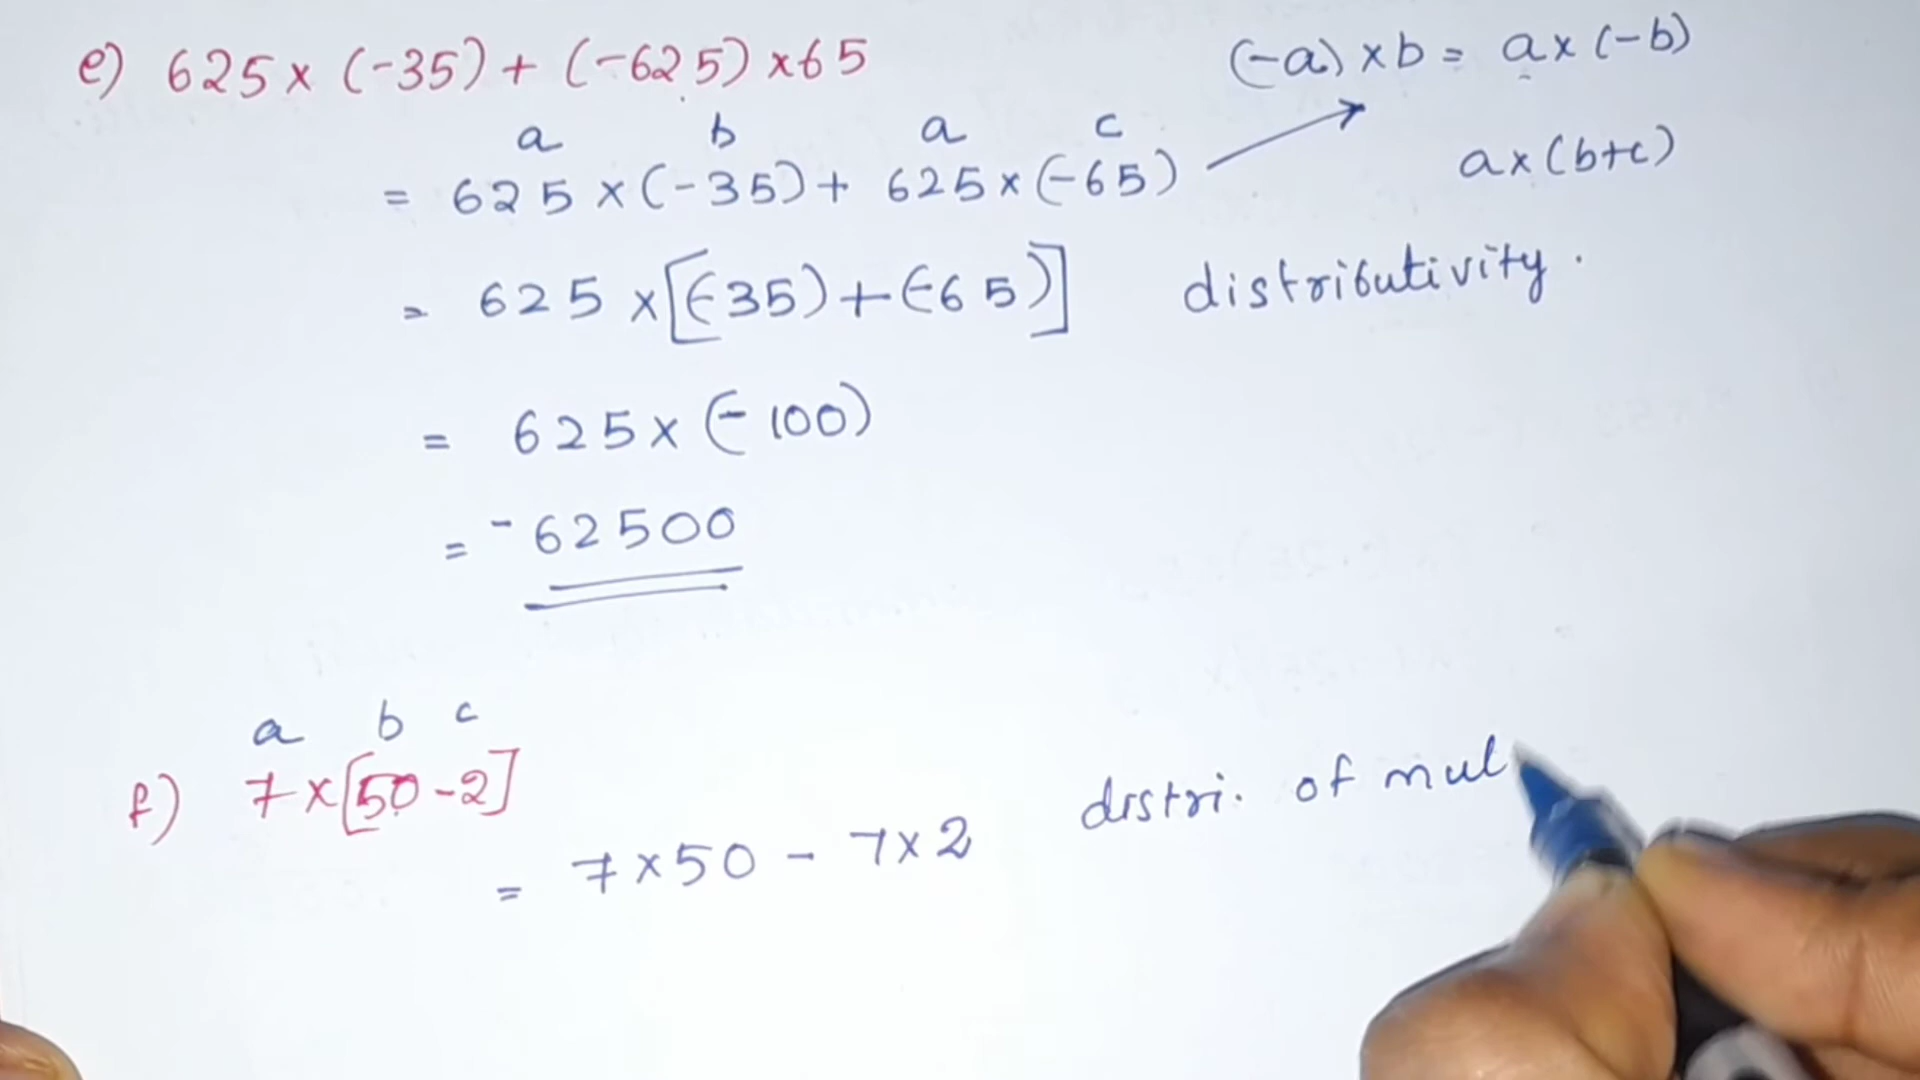 e) 625 × (-35) + (-625) × 65
(-a) × b = a × (-b)
a b a c
= 625 × (-35) + 625 × (-65)
a × (b+c)
= 625 × [(-35) + (-65)]
distributivity.
= 625 × (-100)
= -62500
a b c
f) 7 × [50 - 2]
distri. of mul
= 7 × 50 - 7 × 2